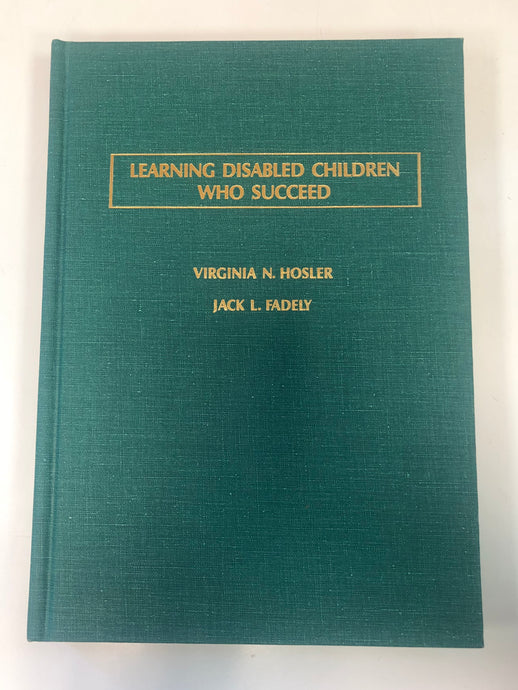 LEARNING DISABLED CHILDREN
WHO SUCCEED
VIRGINIA N. HOSLER
JACK L. FADELY